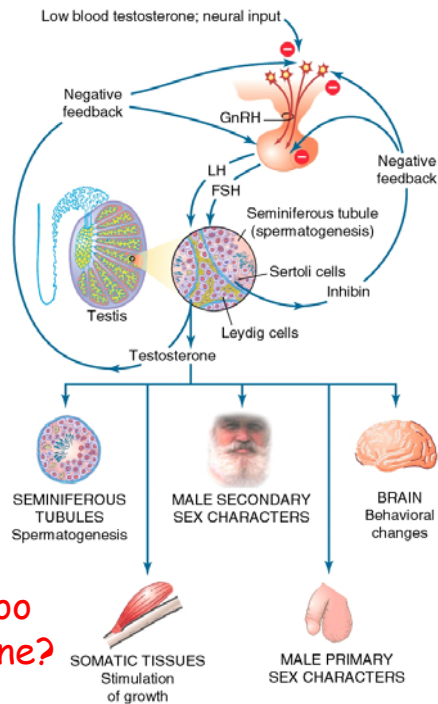 Low blood testosterone; neural input
Negative
feedback
GnRH
LH
FSH
Negative
feedback
Seminiferous tubule
(spermatogenesis)
Sertoli cells
Inhibin
Testis
Leydig cells
Testosterone
SEMINIFEROUS
TUBULES
Spermatogenesis
MALE SECONDARY
SEX CHARACTERS
BRAIN
Behavioral
changes
SOMATIC TISSUES
Stimulation
of growth
MALE PRIMARY
SEX CHARACTERS